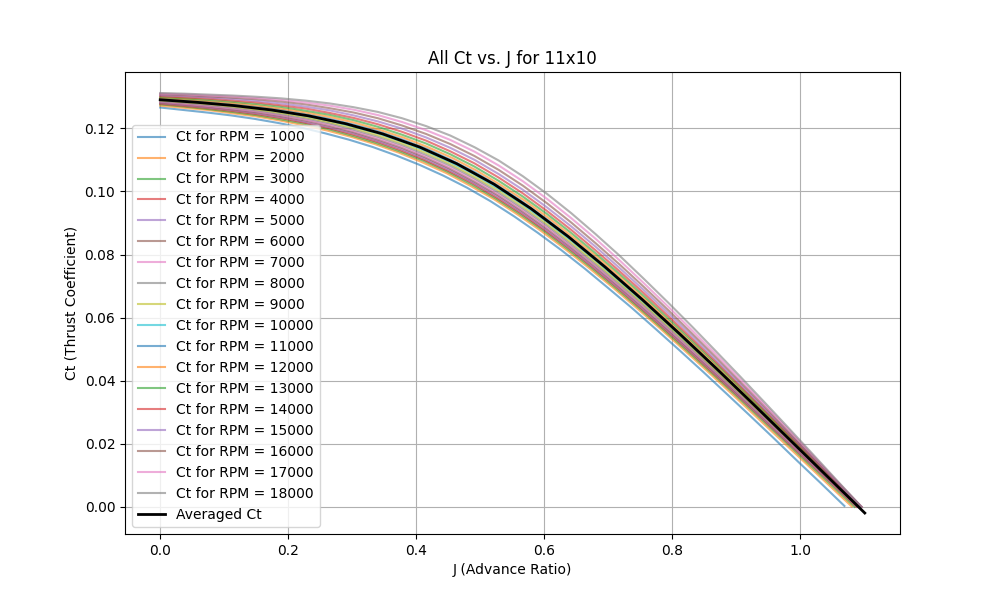 All Ct vs. J for 11x10
Ct (Thrust Coefficient)
0.12
0.10
0.08
0.06
0.04
0.02
0.00
Ct for RPM = 1000
Ct for RPM = 2000
Ct for RPM = 3000
Ct for RPM = 4000
Ct for RPM = 5000
Ct for RPM = 6000
Ct for RPM = 7000
Ct for RPM = 8000
Ct for RPM = 9000
Ct for RPM = 10000
Ct for RPM = 11000
Ct for RPM = 12000
Ct for RPM = 13000
Ct for RPM = 14000
Ct for RPM = 15000
Ct for RPM = 16000
Ct for RPM = 17000
Ct for RPM = 18000
Averaged Ct
0.0 0.2 0.4 0.6 0.8 1.0
J (Advance Ratio)